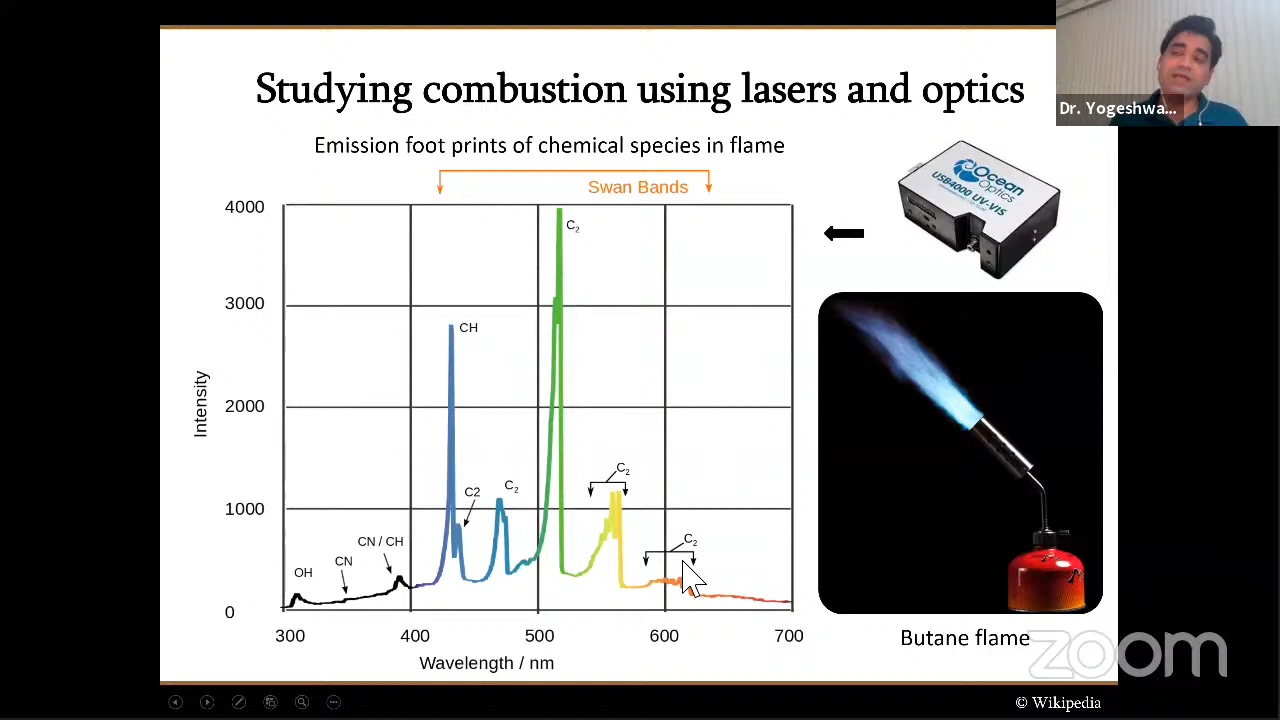 Studying combustion using lasers and optics
Dr. Yogeshwa...
Emission foot prints of chemical species in flame
Swan Bands
Ocean
Optics
USB4000 UV-VIS
4000
3000
2000
1000
0
Intensity
C₂
CH
C2
C₂
C₂
C₂
CN / CH
CN
OH
300 400 500 600 700
Wavelength / nm
Butane flame
zoom
© Wikipedia